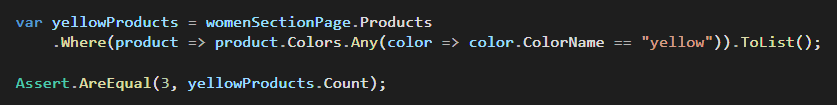 var yellowProducts = womenSectionPage.Products
.Where(product => product.Colors.Any(color => color.ColorName == "yellow")).ToList();
Assert.AreEqual(3, yellowProducts.Count);